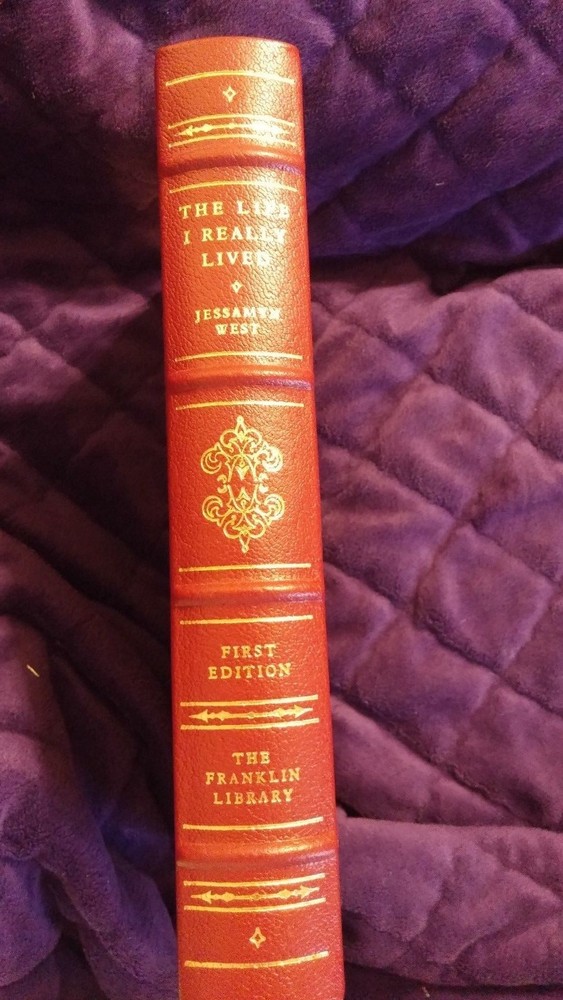 THE LIFE
I REALLY
LIVED
JESSAMYN
WEST
FIRST
EDITION
THE
FRANKLIN
LIBRARY